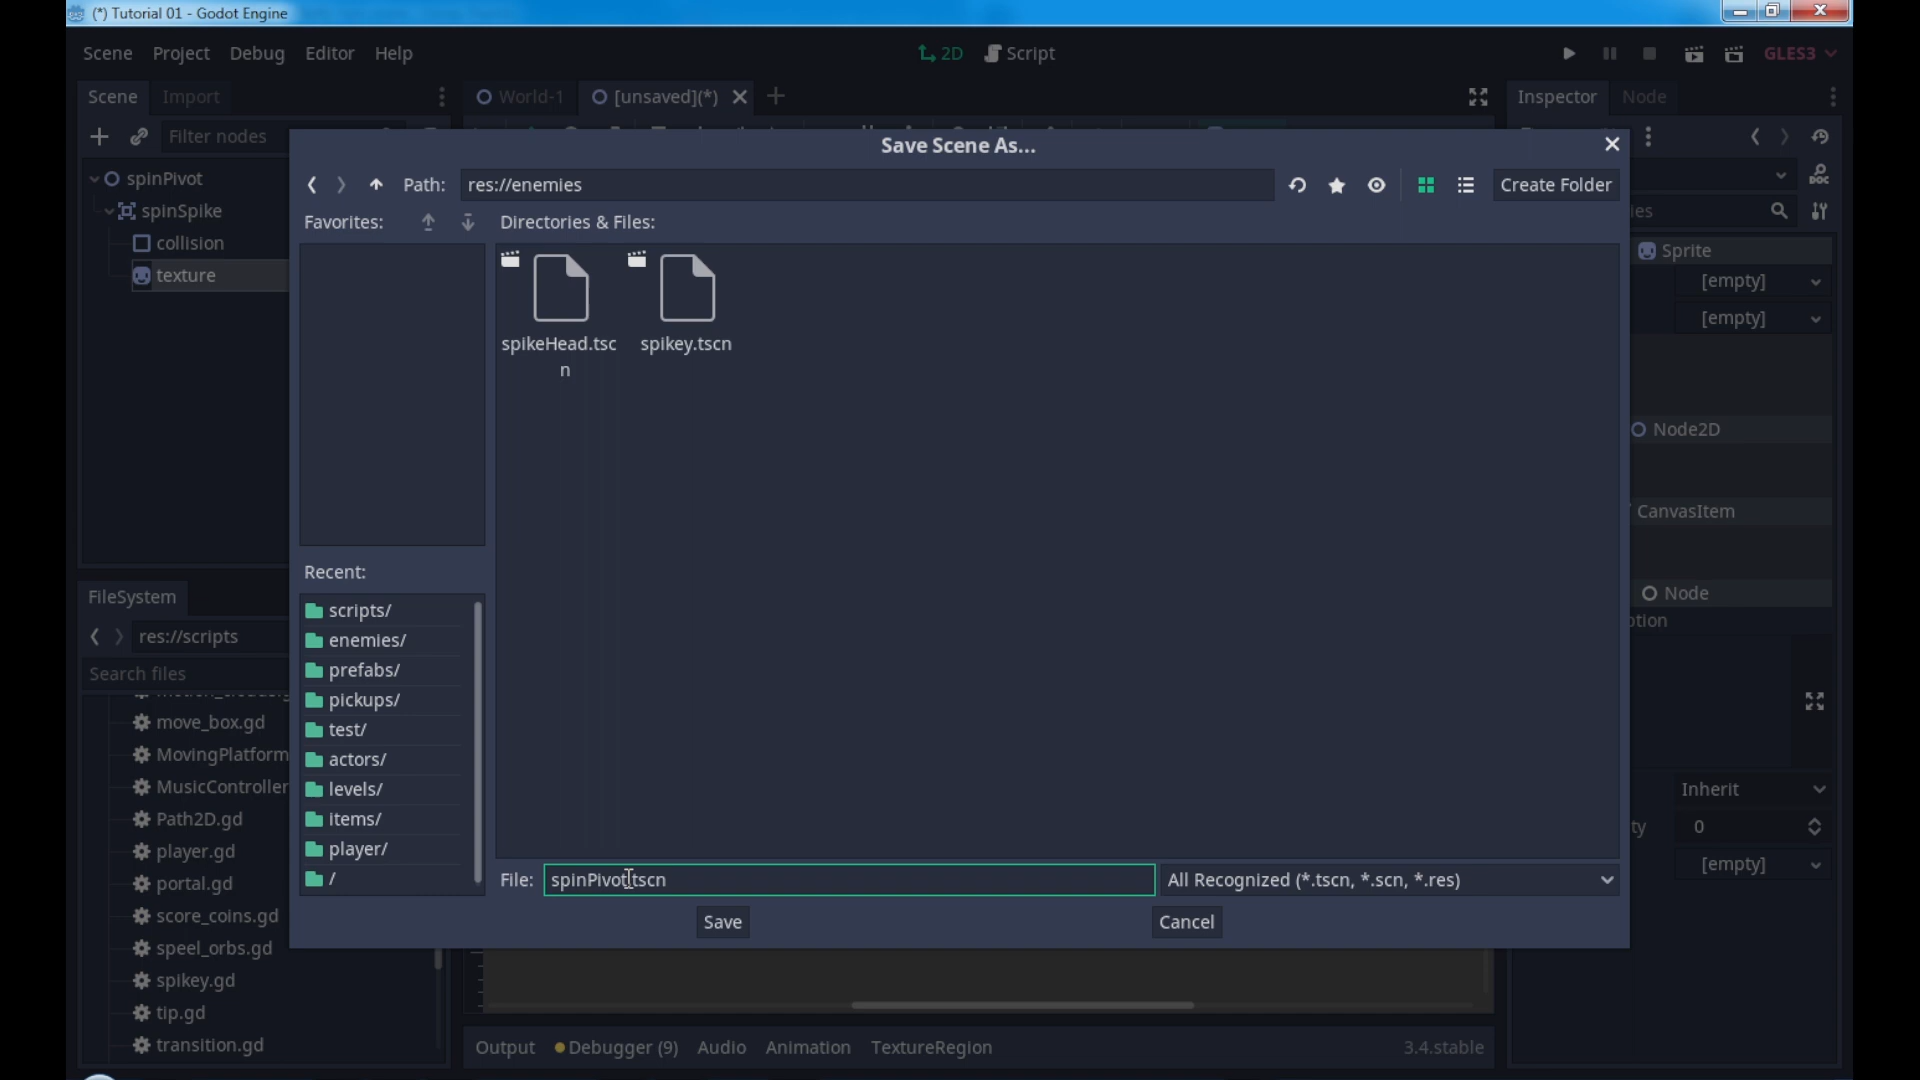 (*) Tutorial 01 - Godot Engine
Scene Project Debug Editor Help
2D Script
GLES3
Scene Import
World-1 [unsaved](*)
Inspector Node
Filter nodes
Save Scene As...
Path: res://enemies Create Folder
Favorites: Directories & Files:
spinPivot
spinSpike
collision
texture
spikeHead.tsc
n
spikey.tscn
Sprite
[empty]
[empty]
Node2D
CanvasItem
Node
Inherit
0
[empty]
Recent:
scripts/
enemies/
prefabs/
pickups/
test/
actors/
levels/
items/
player/
/
FileSystem
res://scripts
Search files
move_box.gd
MovingPlatform
MusicController
Path2D.gd
player.gd
portal.gd
score_coins.gd
speel_orbs.gd
spikey.gd
tip.gd
transition.gd
File: spinPivot.tscn All Recognized (*.tscn, *.scn, *.res)
Save Cancel
Output Debugger (9) Audio Animation TextureRegion 3.4.stable